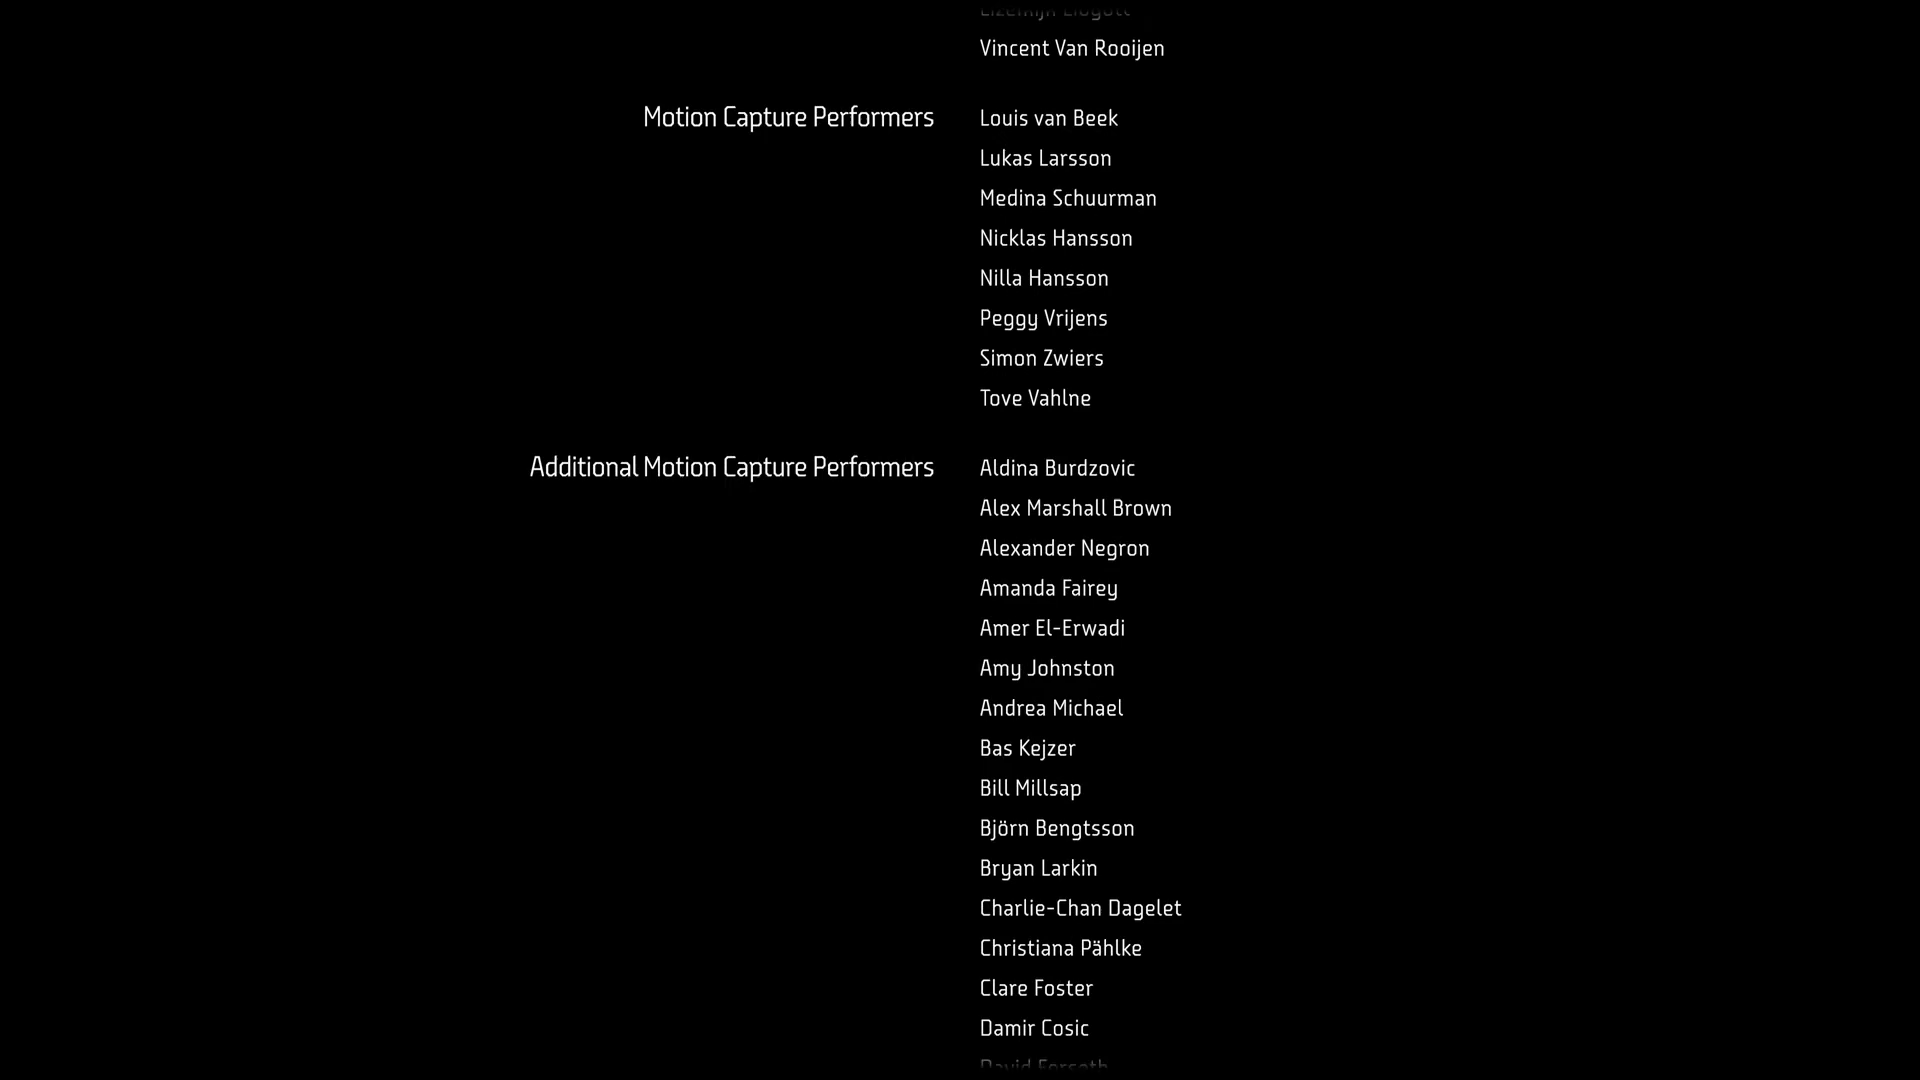 Vincent Van Rooijen
Motion Capture Performers Louis van Beek
Lukas Larsson
Medina Schuurman
Nicklas Hansson
Nilla Hansson
Peggy Vrijens
Simon Zwiers
Tove Vahlne
Additional Motion Capture Performers Aldina Burdzovic
Alex Marshall Brown
Alexander Negron
Amanda Fairey
Amer El-Erwadi
Amy Johnston
Andrea Michael
Bas Kejzer
Bill Millsap
Björn Bengtsson
Bryan Larkin
Charlie-Chan Dagelet
Christiana Pählke
Clare Foster
Damir Cosic
David